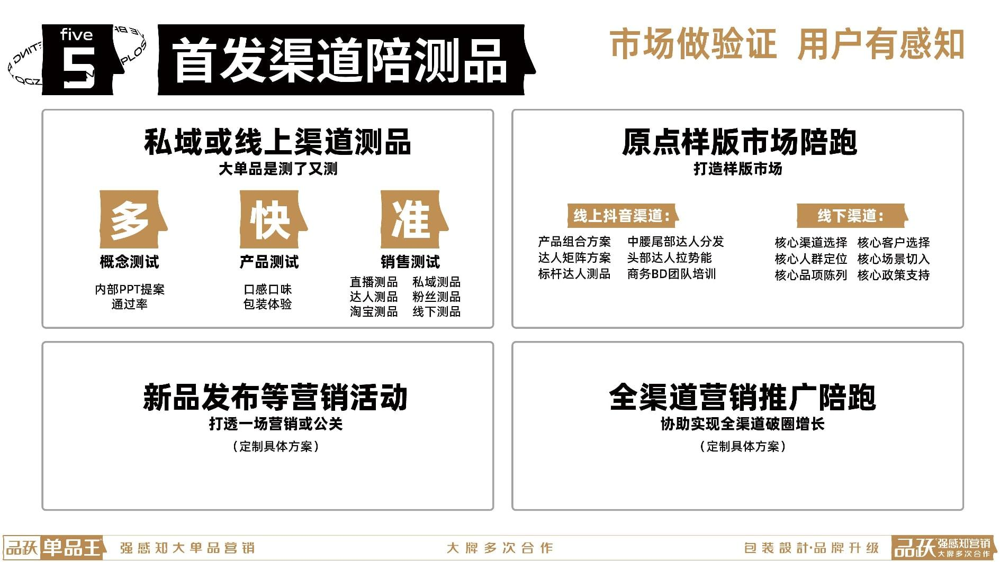 five
5
首发渠道陪测品
市场做验证 用户有感知
私域或线上渠道测品
大单品是测了又测
多
概念测试
内部PPT提案
通过率
快
产品测试
口感口味
包装体验
准
销售测试
直播测品 私域测品
达人测品 粉丝测品
淘宝测品 线下测品
原点样版市场陪跑
打造样版市场
线上抖音渠道：
产品组合方案 中腰尾部达人分发
达人矩阵方案 头部达人拉势能
标杆达人测品 商务BD团队培训
线下渠道：
核心渠道选择 核心客户选择
核心人群定位 核心场景切入
核心品项陈列 核心政策支持
新品发布等营销活动
打透一场营销或公关
（定制具体方案）
全渠道营销推广陪跑
协助实现全渠道破圈增长
（定制具体方案）
品跃 单品王
强感知大单品营销
大牌多次合作
包装設計·品牌升级
品跃 强感知营销
大牌多次合作